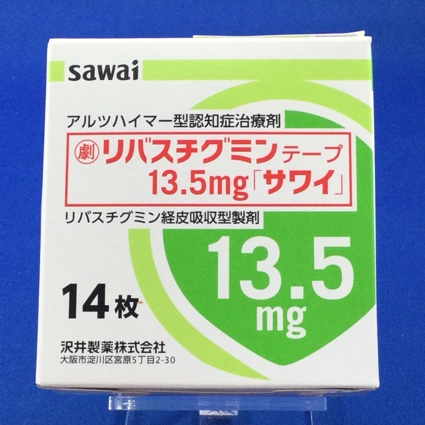 sawai
アルツハイマー型認知症治療剤
劇 リバスチグミンテープ
13.5mg「サワイ」
リバスチグミン経皮吸収型製剤
13.5
mg
14枚
沢井製薬株式会社
大阪市淀川区宮原5丁目2-30